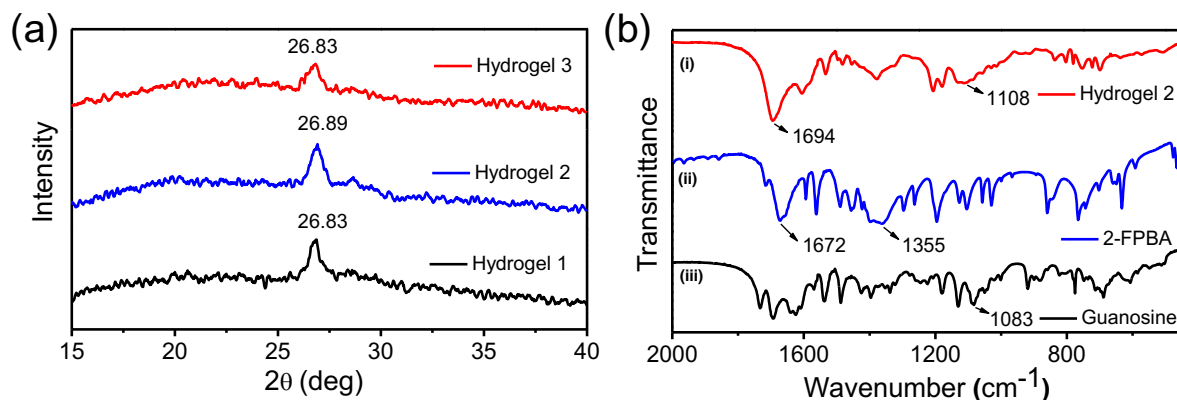 (a)
26.83
Hydrogel 3
26.89
Hydrogel 2
26.83
Hydrogel 1
Intensity
15 20 25 30 35 40
2θ (deg)
(b)
(i)
1108
Hydrogel 2
1694
(ii)
2-FPBA
1672
1355
(iii)
1083
Guanosine
Transmittance
2000 1600 1200 800
Wavenumber (cm⁻¹)